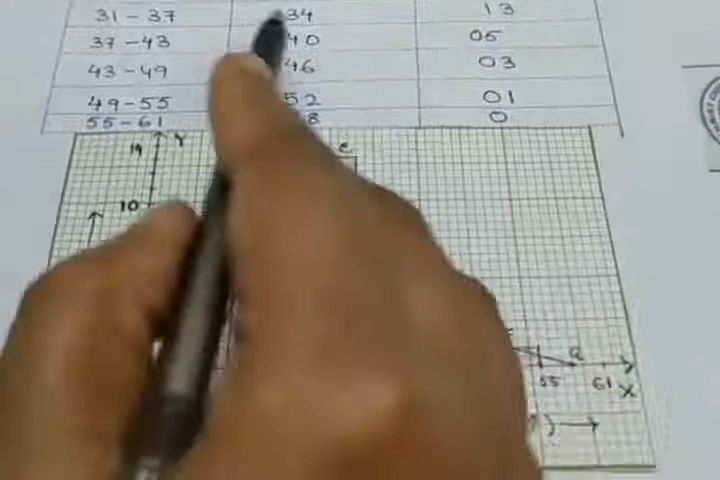 31 - 37 34 13
37 - 43 40 05
43 - 49 46 03
49 - 55 52 01
55 - 61 8 0
14 Y C
10
R
55 61 X